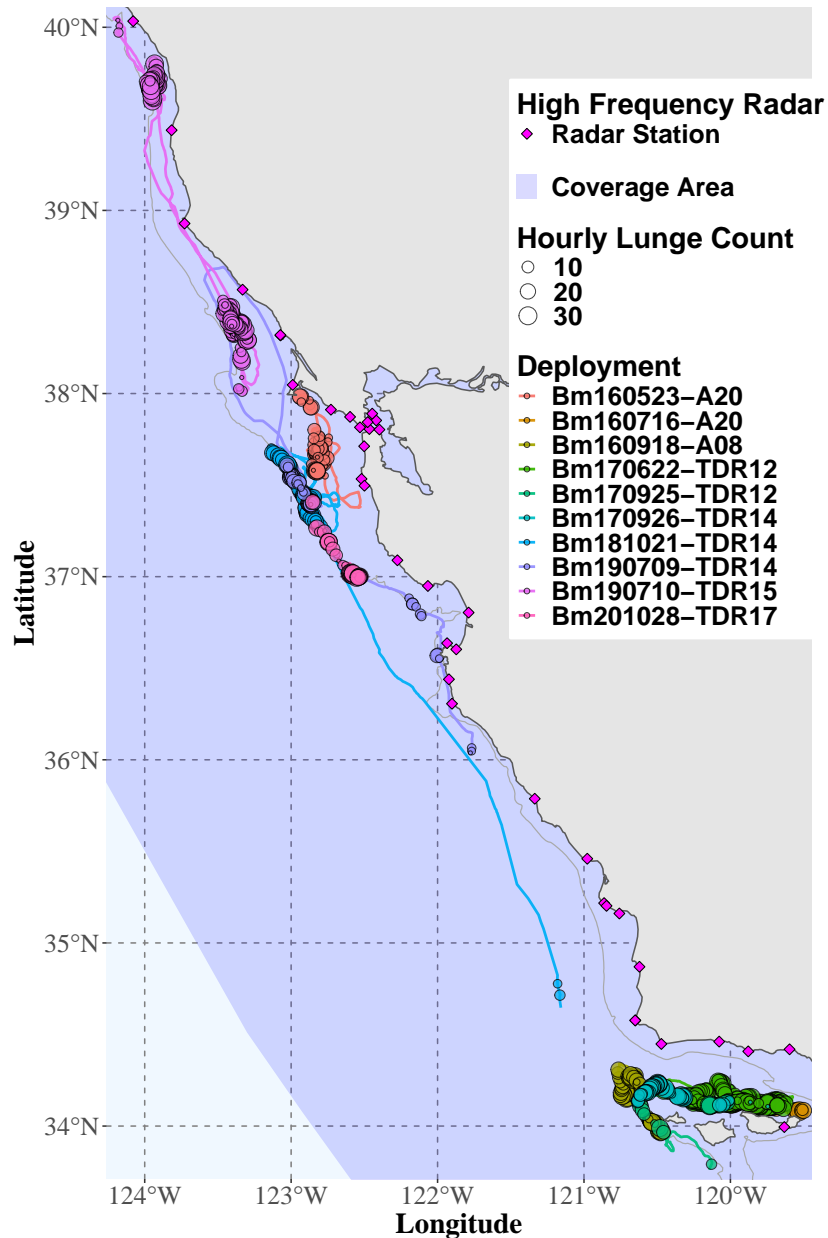 40°N
39°N
38°N
37°N
36°N
35°N
34°N
Latitude
High Frequency Radar
Radar Station
Coverage Area
Hourly Lunge Count
10
20
30
Deployment
Bm160523−A20
Bm160716−A20
Bm160918−A08
Bm170622−TDR12
Bm170925−TDR12
Bm170926−TDR14
Bm181021−TDR14
Bm190709−TDR14
Bm190710−TDR15
Bm201028−TDR17
124°W 123°W 122°W 121°W 120°W
Longitude